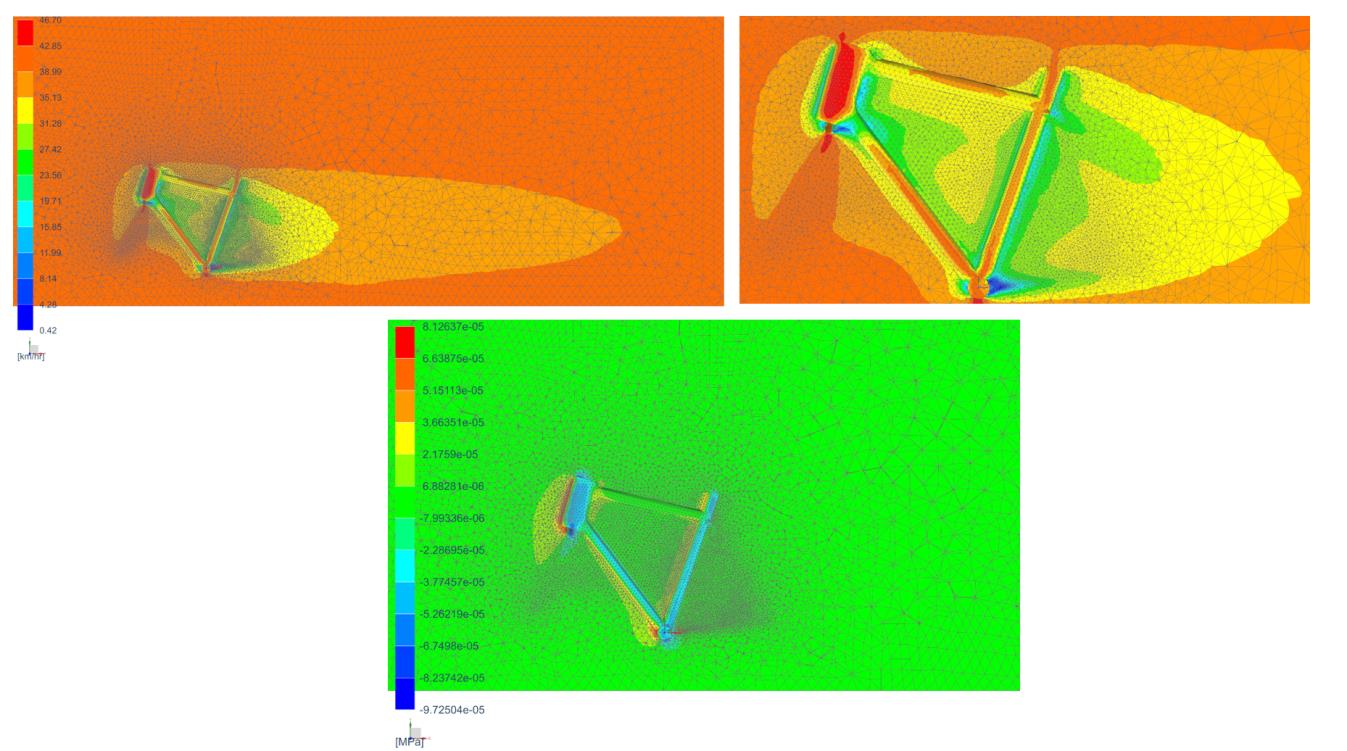 46.70
42.85
38.99
35.13
31.28
27.42
23.56
19.71
15.85
11.99
8.14
4.28
0.42
[km/hr]
8.12637e-05
6.63875e-05
5.15113e-05
3.66351e-05
2.1759e-05
6.88281e-06
-7.99336e-06
-2.28695e-05
-3.77457e-05
-5.26219e-05
-6.7498e-05
-8.23742e-05
-9.72504e-05
[MPa]